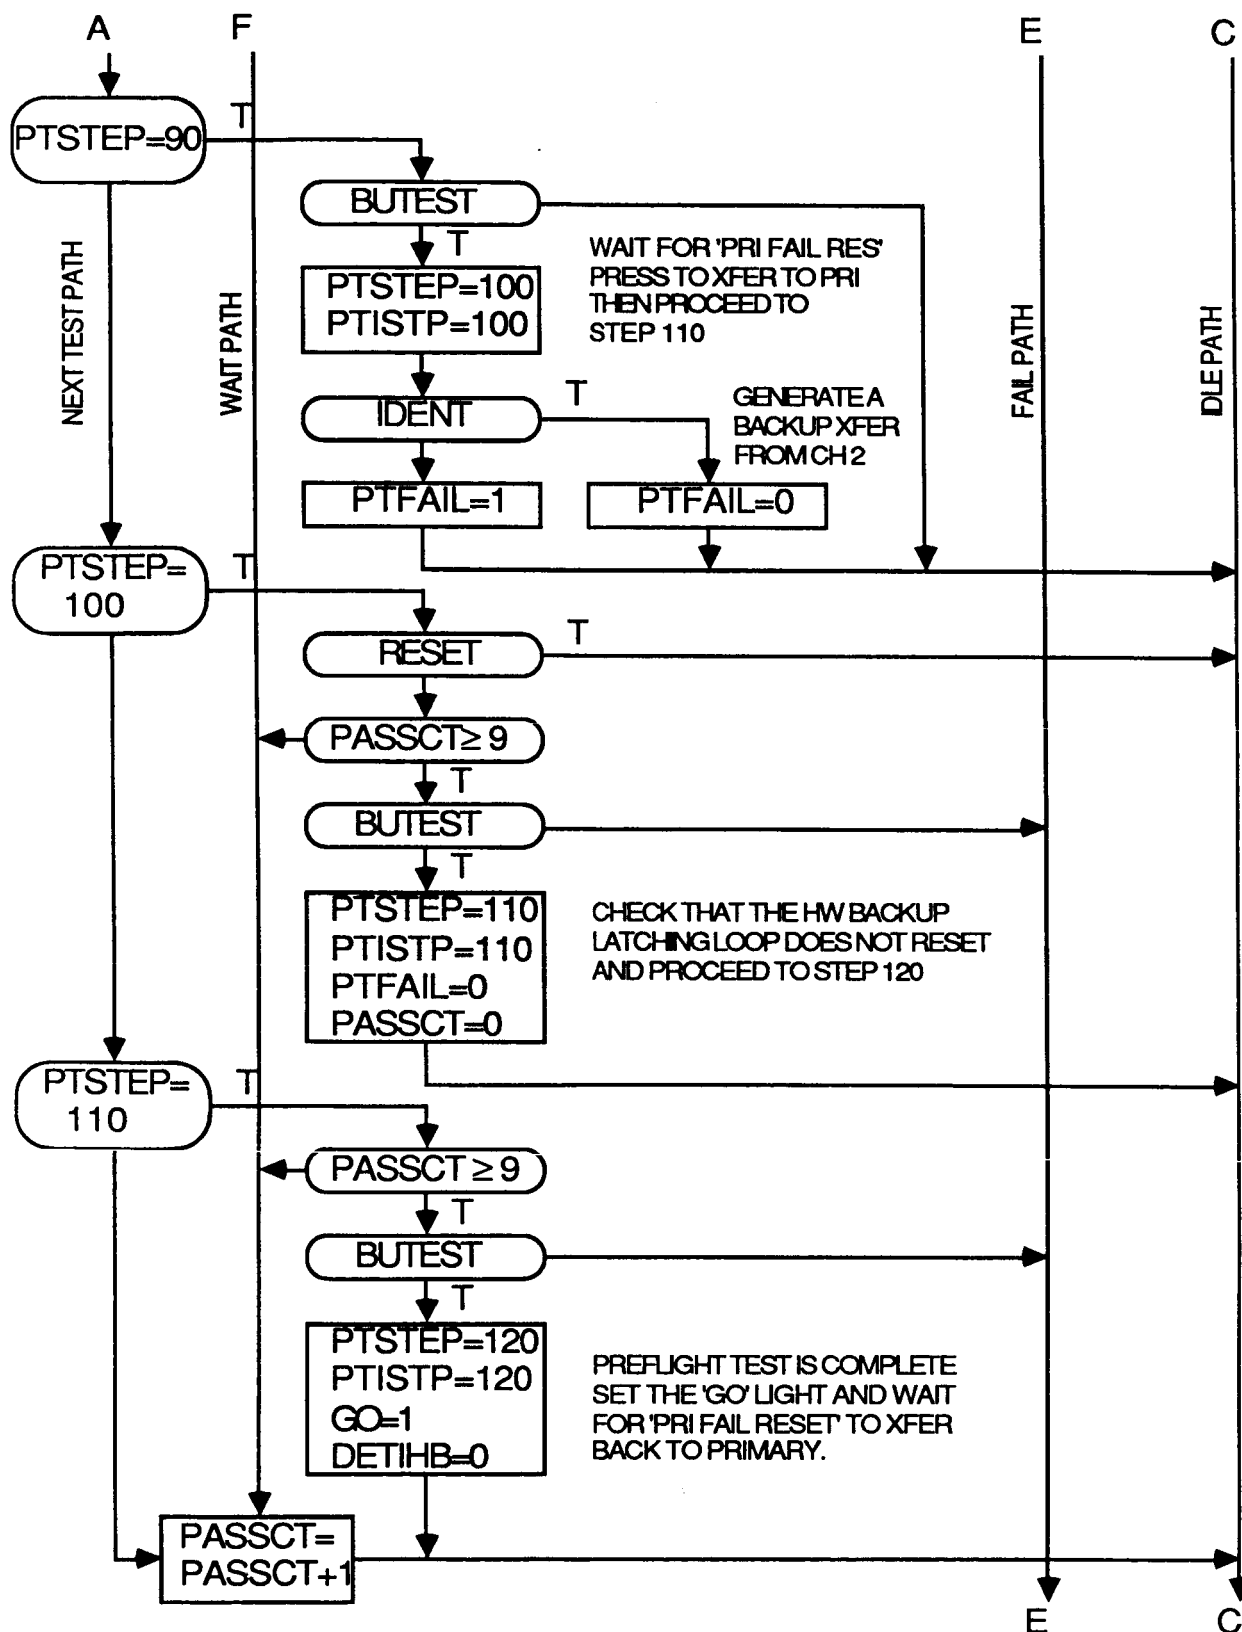 A
F
E
C
PTSTEP=90
T
BUTEST
T
WAIT FOR 'PRI FAIL RES'
PRESS TO XFER TO PRI
THEN PROCEED TO
STEP 110
PTSTEP=100
PTISTP=100
NEXT TEST PATH
WAIT PATH
FAIL PATH
IDLE PATH
IDENT
T
GENERATE A
BACKUP XFER
FROM CH 2
PTFAIL=1
PTFAIL=0
PTSTEP=
100
T
RESET
T
PASSCT≥ 9
T
BUTEST
T
PTSTEP=110
PTISTP=110
PTFAIL=0
PASSCT=0
CHECK THAT THE HW BACKUP
LATCHING LOOP DOES NOT RESET
AND PROCEED TO STEP 120
PTSTEP=
110
T
PASSCT ≥ 9
T
BUTEST
T
PTSTEP=120
PTISTP=120
GO=1
DETIHB=0
PREFLIGHT TEST IS COMPLETE
SET THE 'GO' LIGHT AND WAIT
FOR 'PRI FAIL RESET' TO XFER
BACK TO PRIMARY.
PASSCT=
PASSCT+1
E
C